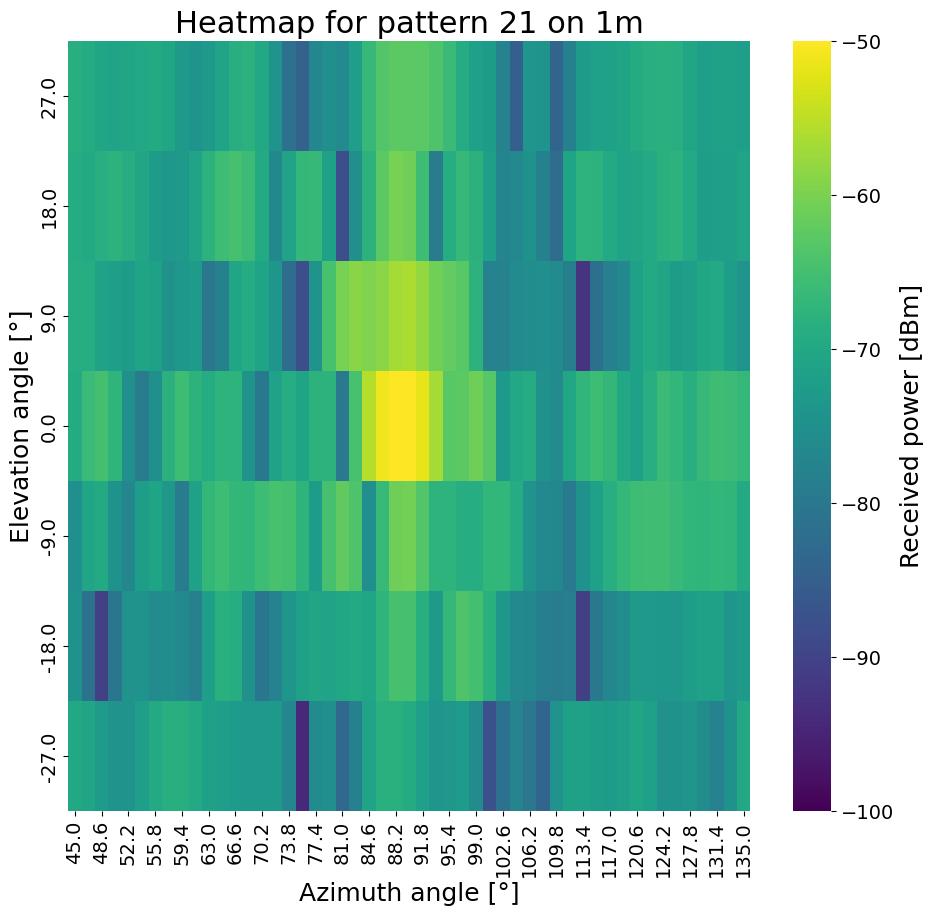 Heatmap for pattern 21 on 1m
Elevation angle [°]
27.0
18.0
9.0
0.0
-9.0
-18.0
-27.0
45.0 48.6 52.2 55.8 59.4 63.0 66.6 70.2 73.8 77.4 81.0 84.6 88.2 91.8 95.4 99.0 102.6 106.2 109.8 113.4 117.0 120.6 124.2 127.8 131.4 135.0
Azimuth angle [°]
−50
−60
−70
−80
−90
−100
Received power [dBm]